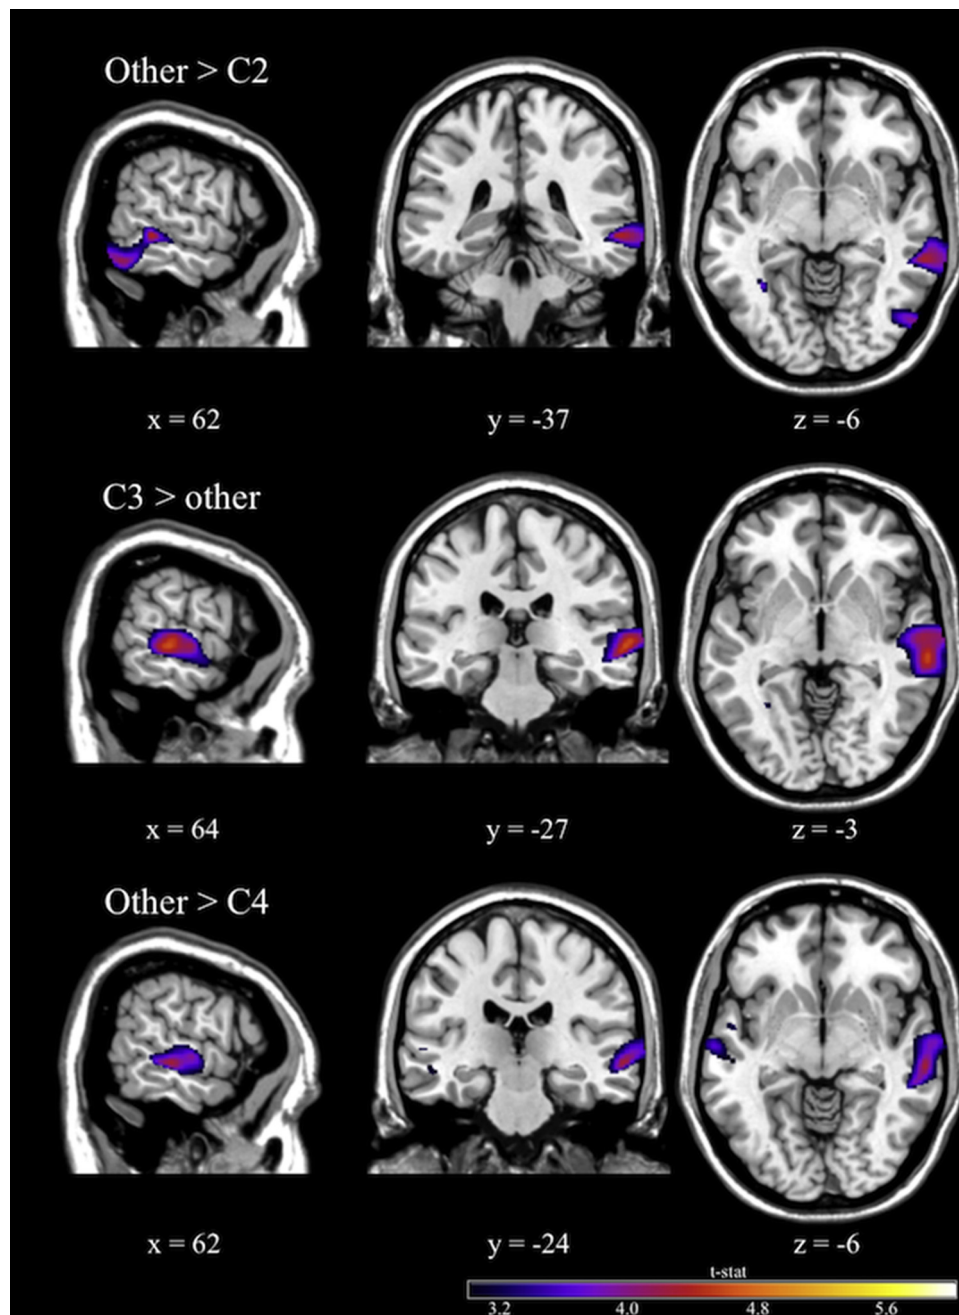 Other > C2
x = 62 y = -37 z = -6
C3 > other
x = 64 y = -27 z = -3
Other > C4
x = 62 y = -24 z = -6
t-stat
3.2 4.0 4.8 5.6